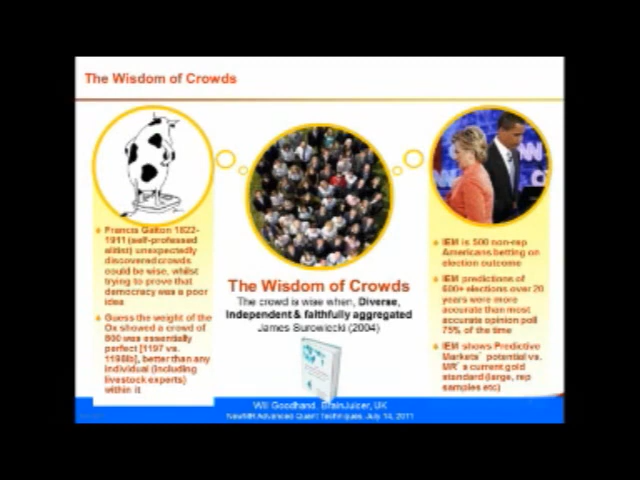 The Wisdom of Crowds
Francis Galton 1822-
1911 (self-professed
elitist) unexpectedly
discovered crowds
could be wise, whilst
trying to prove that
democracy was a poor
idea
Guess the weight of the
Ox showed a crowd of
800 was essentially
perfect [1197 vs.
1198lb], better than any
individual (including
livestock experts)
within it
The Wisdom of Crowds
The crowd is wise when, Diverse,
Independent & faithfully aggregated
James Surowiecki (2004)
CNN
IEM is 500 non-rep
Americans betting on
election outcome
IEM predictions of
600+ elections over 20
years were more
accurate than most
accurate opinion poll
75% of the time
IEM shows Predictive
Markets' potential vs.
MR's current gold
standard (large, rep
samples etc)
Will Goodhand, BrainJuicer, UK
NewMR Advanced Quant Techniques, July 14, 2011